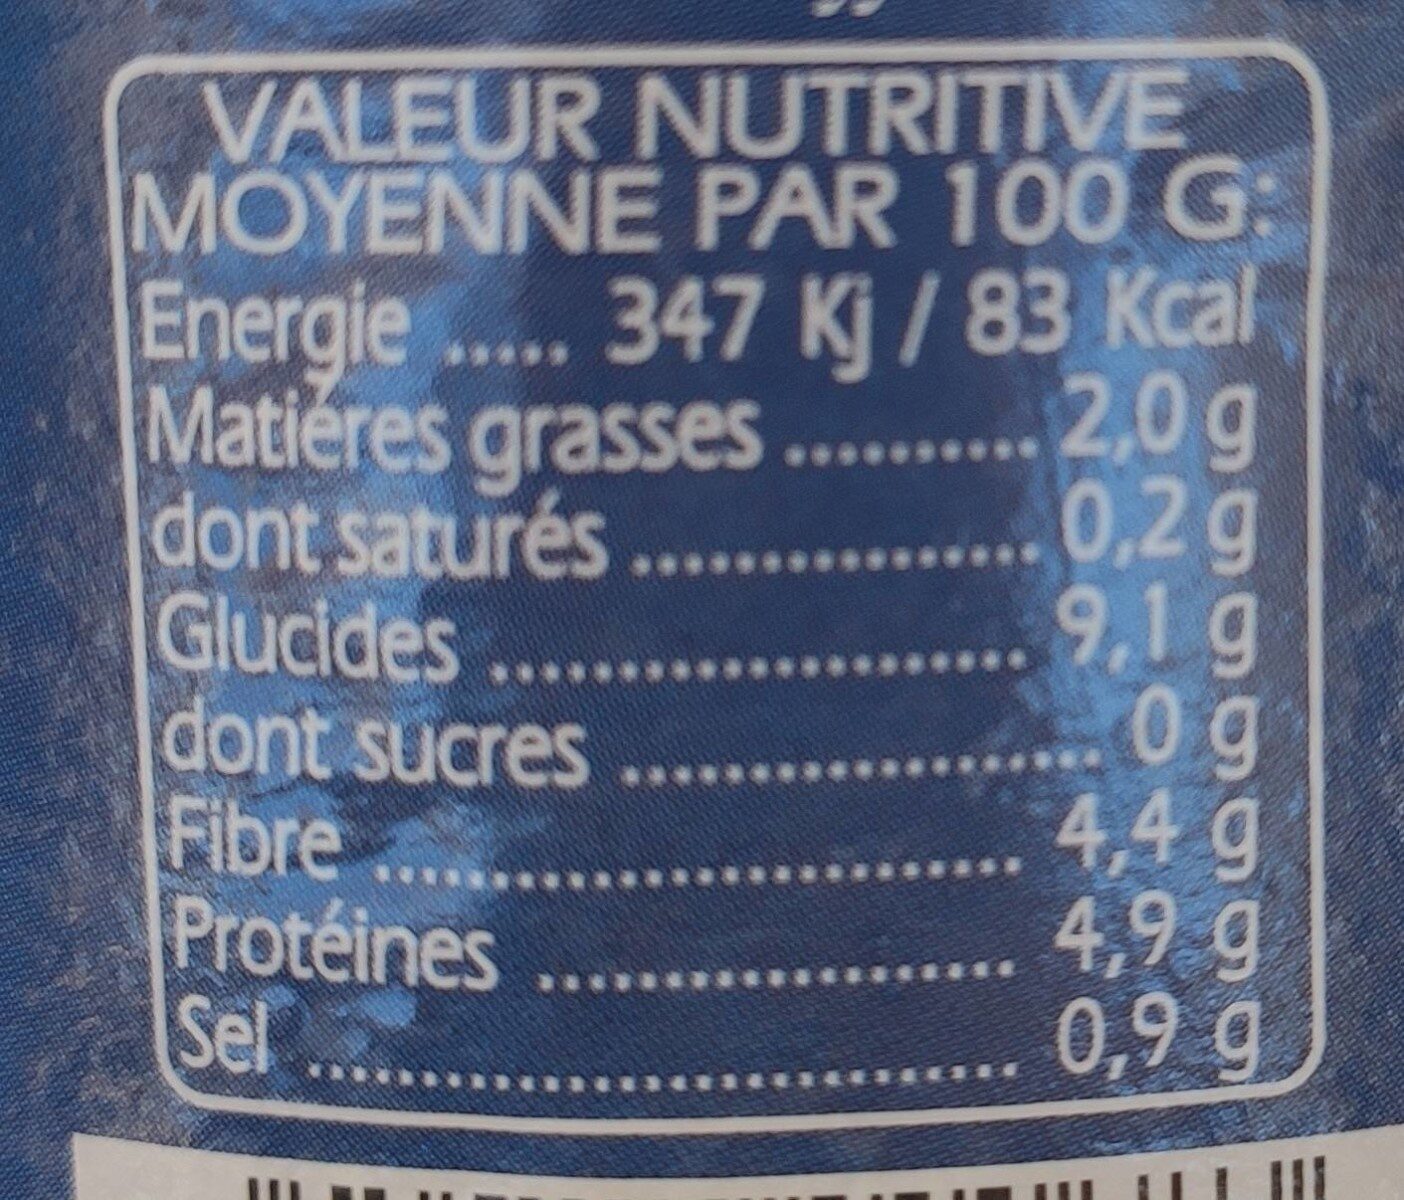 VALEUR NUTRITIVE
MOYENNE PAR 100 G:
Energie ..... 347 Kj / 83 Kcal
Matières grasses .......... 2,0 g
dont saturés ................ 0,2 g
Glucides ..................... 9,1 g
dont sucres ................... 0 g
Fibre .......................... 4,4 g
Protéines ................... 4,9 g
Sel ............................ 0,9 g